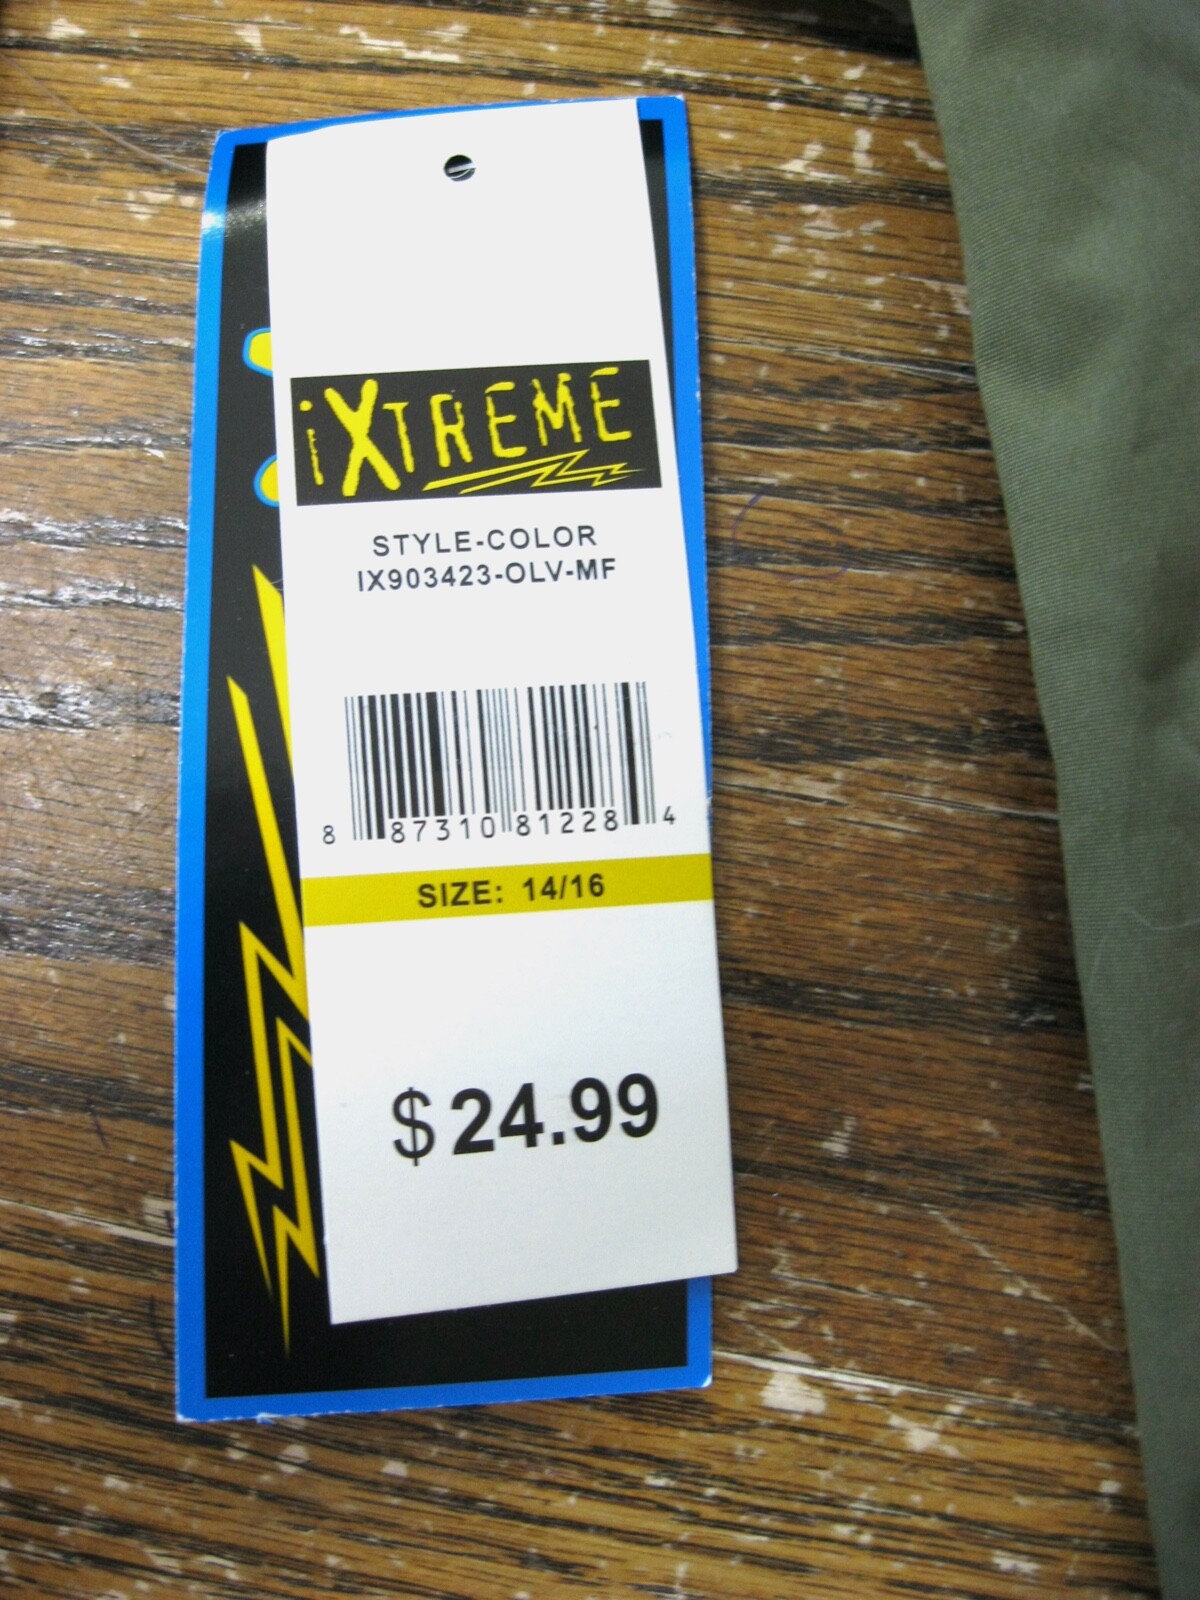 iXTREME
STYLE-COLOR
IX903423-OLV-MF
8 87310 81228 4
SIZE: 14/16
$24.99